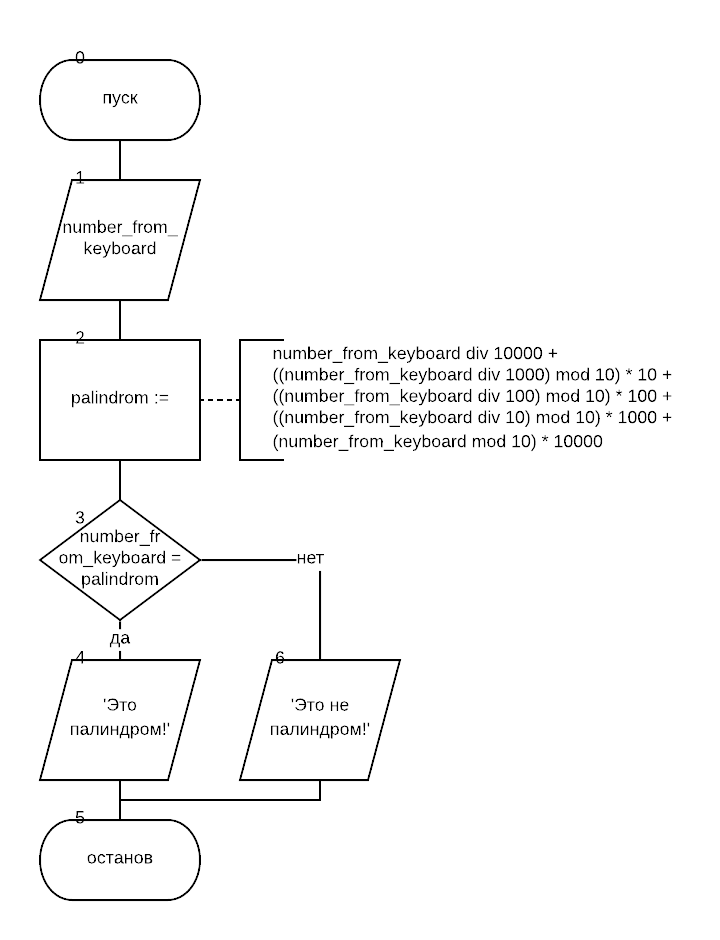 0
пуск
1
number_from_
keyboard
2
palindrom :=
number_from_keyboard div 10000 +
((number_from_keyboard div 1000) mod 10) * 10 +
((number_from_keyboard div 100) mod 10) * 100 +
((number_from_keyboard div 10) mod 10) * 1000 +
(number_from_keyboard mod 10) * 10000
3
number_fr
om_keyboard =
palindrom
нет
да
4
'Это
палиндром!'
6
'Это не
палиндром!'
5
останов